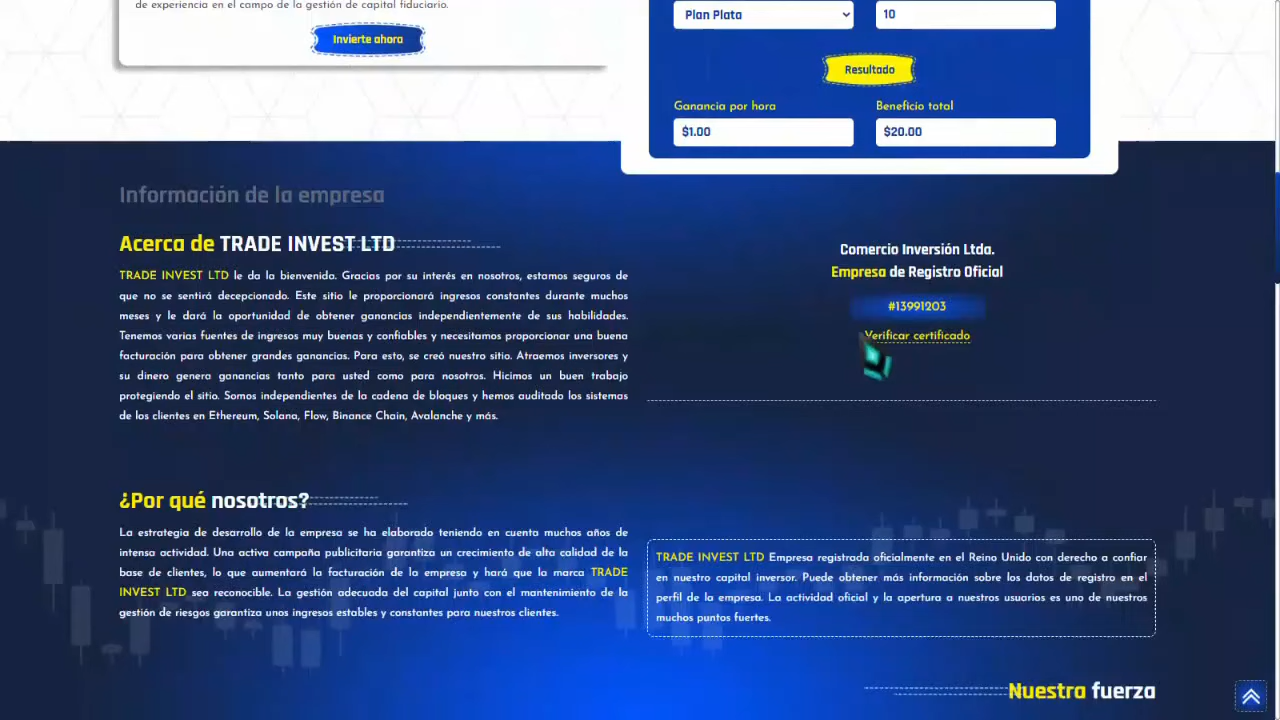 de experiencia en el campo de la gestión de capital fiduciario.
Invierte ahora
Plan Plata
10
Resultado
Ganancia por hora
Beneficio total
$1.00
$20.00
Información de la empresa
Acerca de TRADE INVEST LTD
TRADE INVEST LTD le da la bienvenida. Gracias por su interés en nosotros, estamos seguros de
que no se sentirá decepcionado. Este sitio le proporcionará ingresos constantes durante muchos
meses y le dará la oportunidad de obtener ganancias independientemente de sus habilidades.
Tenemos varias fuentes de ingresos muy buenas y confiables y necesitamos proporcionar una buena
facturación para obtener grandes ganancias. Para esto, se creó nuestro sitio. Atraemos inversores y
su dinero genera ganancias tanto para usted como para nosotros. Hicimos un buen trabajo
protegiendo el sitio. Somos independientes de la cadena de bloques y hemos auditado los sistemas
de los clientes en Ethereum, Solana, Flow, Binance Chain, Avalanche y más.
Comercio Inversión Ltda.
Empresa de Registro Oficial
#13991203
Verificar certificado
¿Por qué nosotros?
La estrategia de desarrollo de la empresa se ha elaborado teniendo en cuenta muchos años de
intensa actividad. Una activa campaña publicitaria garantiza un crecimiento de alta calidad de la
base de clientes, lo que aumentará la facturación de la empresa y hará que la marca TRADE
INVEST LTD sea reconocible. La gestión adecuada del capital junto con el mantenimiento de la
gestión de riesgos garantiza unos ingresos estables y constantes para nuestros clientes.
TRADE INVEST LTD Empresa registrada oficialmente en el Reino Unido con derecho a confiar
en nuestro capital inversor. Puede obtener más información sobre los datos de registro en el
perfil de la empresa. La actividad oficial y la apertura a nuestros usuarios es uno de nuestros
muchos puntos fuertes.
Nuestra fuerza